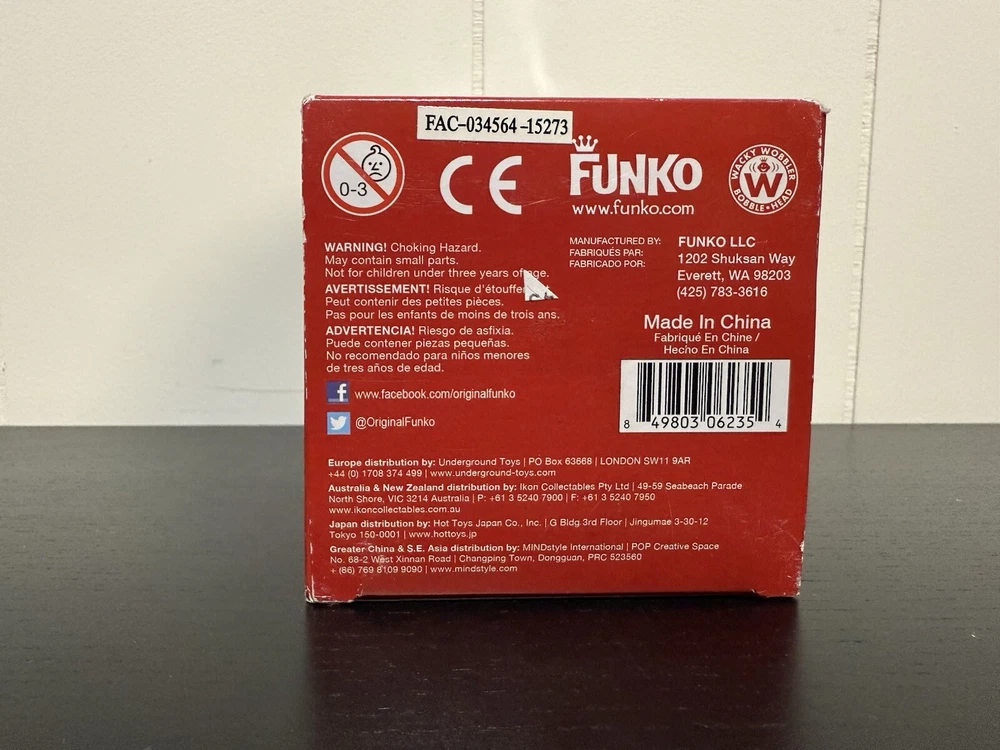 FAC-034564-15273
0-3
CE
FUNKO
www.funko.com
WACKY WOBBLER
W
BOBBLE-HEAD
WARNING! Choking Hazard.
May contain small parts.
Not for children under three years of age.
AVERTISSEMENT! Risque d'étouffement.
Peut contenir des petites pièces.
Pas pour les enfants de moins de trois ans.
ADVERTENCIA! Riesgo de asfixia.
Puede contener piezas pequeñas.
No recomendado para niños menores
de tres años de edad.
f www.facebook.com/originalfunko
@OriginalFunko
MANUFACTURED BY:
FABRIQUÉS PAR:
FABRICADO POR:
FUNKO LLC
1202 Shuksan Way
Everett, WA 98203
(425) 783-3616
Made In China
Fabriqué En Chine /
Hecho En China
8 49803 06235 4
Europe distribution by: Underground Toys | PO Box 63668 | LONDON SW11 9AR
+44 (0) 1708 374 499 | www.underground-toys.com
Australia & New Zealand distribution by: Ikon Collectables Pty Ltd | 49-59 Seabeach Parade
North Shore, VIC 3214 Australia | P: +61 3 5240 7900 | F: +61 3 5240 7950
www.ikoncollectables.com.au
Japan distribution by: Hot Toys Japan Co., Inc. | G Bldg 3rd Floor | Jingumae 3-30-12
Tokyo 150-0001 | www.hottoys.jp
Greater China & S.E. Asia distribution by: MINDstyle International | POP Creative Space
No. 68-2 West Xinnan Road | Changping Town, Dongguan, PRC 523560
+ (86) 769 8109 9090 | www.mindstyle.com